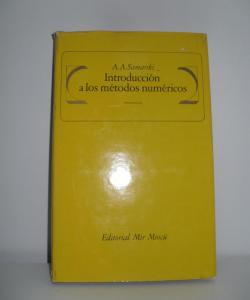 A.A.Samarski
Introducción
a los métodos numéricos
Editorial Mir Moscú